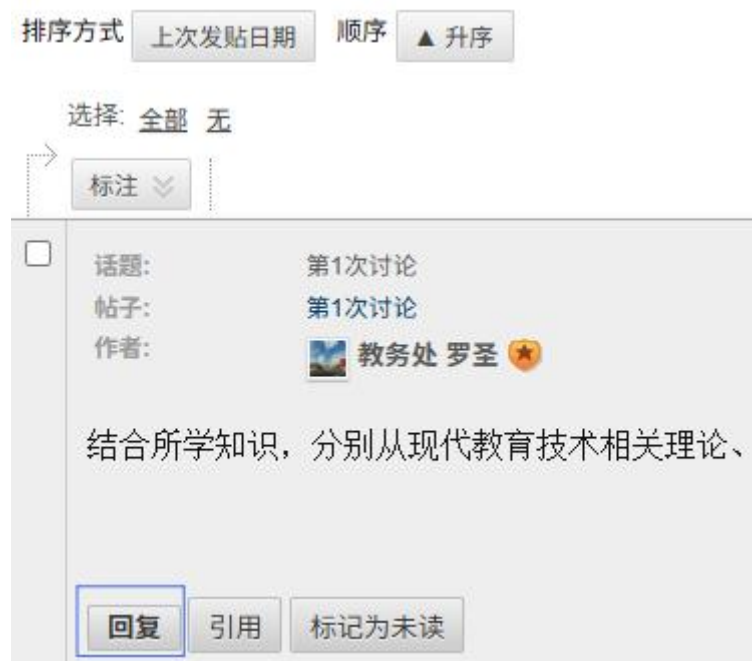 排序方式 上次发贴日期 顺序 ▲ 升序
选择: 全部 无
标注
话题: 第1次讨论
帖子: 第1次讨论
作者: 教务处 罗圣
结合所学知识，分别从现代教育技术相关理论、
回复 引用 标记为未读